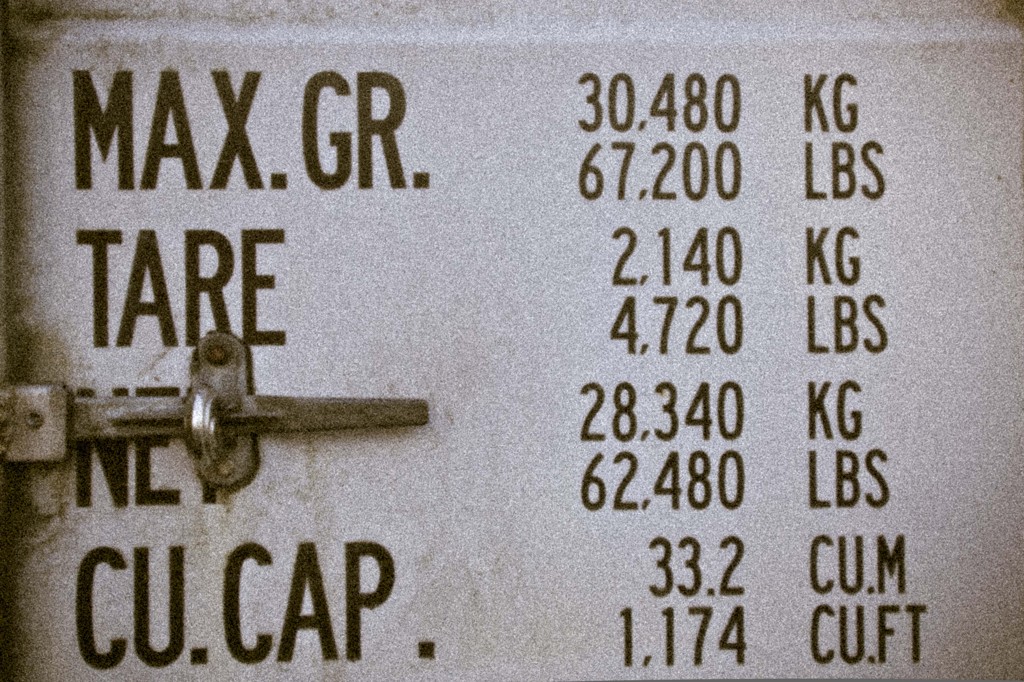 MAX.GR. 30,480 KG
67,200 LBS
TARE 2,140 KG
4,720 LBS
NET 28,340 KG
62,480 LBS
CU.CAP. 33.2 CU.M
1,174 CU.FT